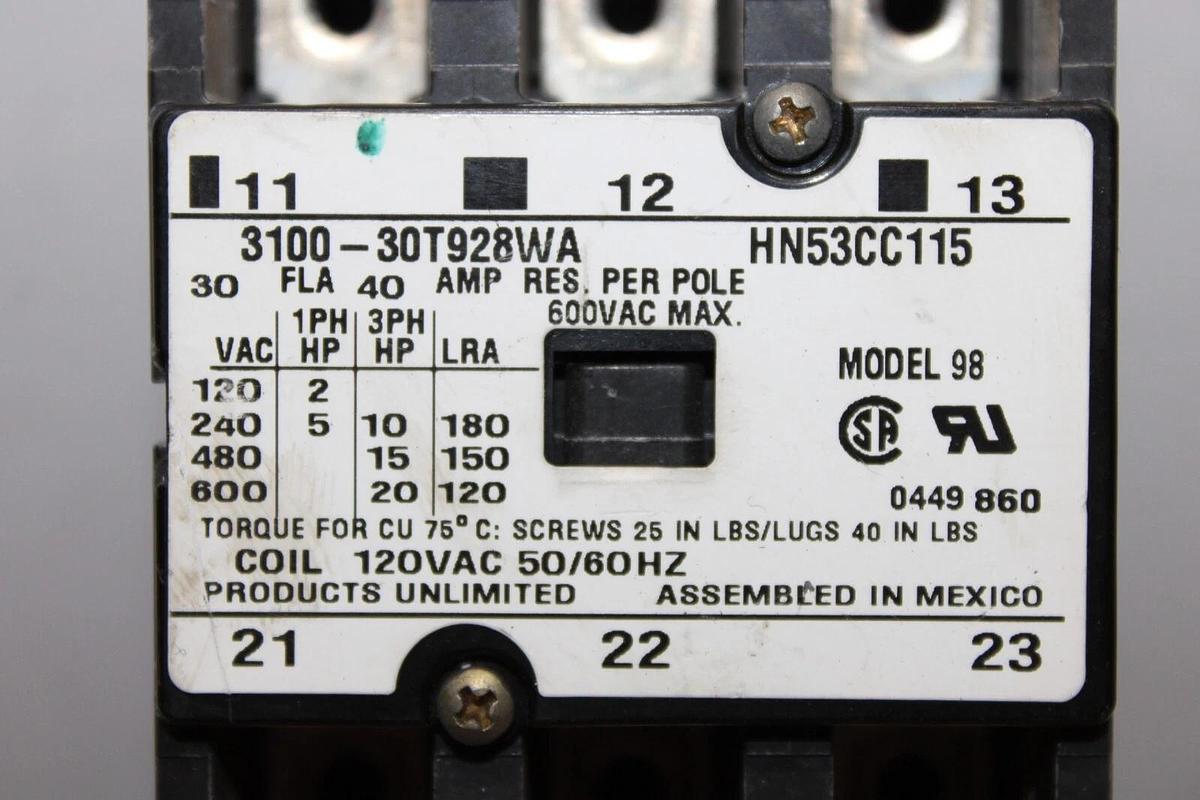 11 12 13
3100-30T928WA HN53CC115
30 FLA 40 AMP RES. PER POLE
600VAC MAX.
1PH 3PH
VAC HP HP LRA
120 2
240 5 10 180
480 15 150
600 20 120
MODEL 98
SA UR
0449 860
TORQUE FOR CU 75°C: SCREWS 25 IN LBS/LUGS 40 IN LBS
COIL 120VAC 50/60HZ
PRODUCTS UNLIMITED ASSEMBLED IN MEXICO
21 22 23